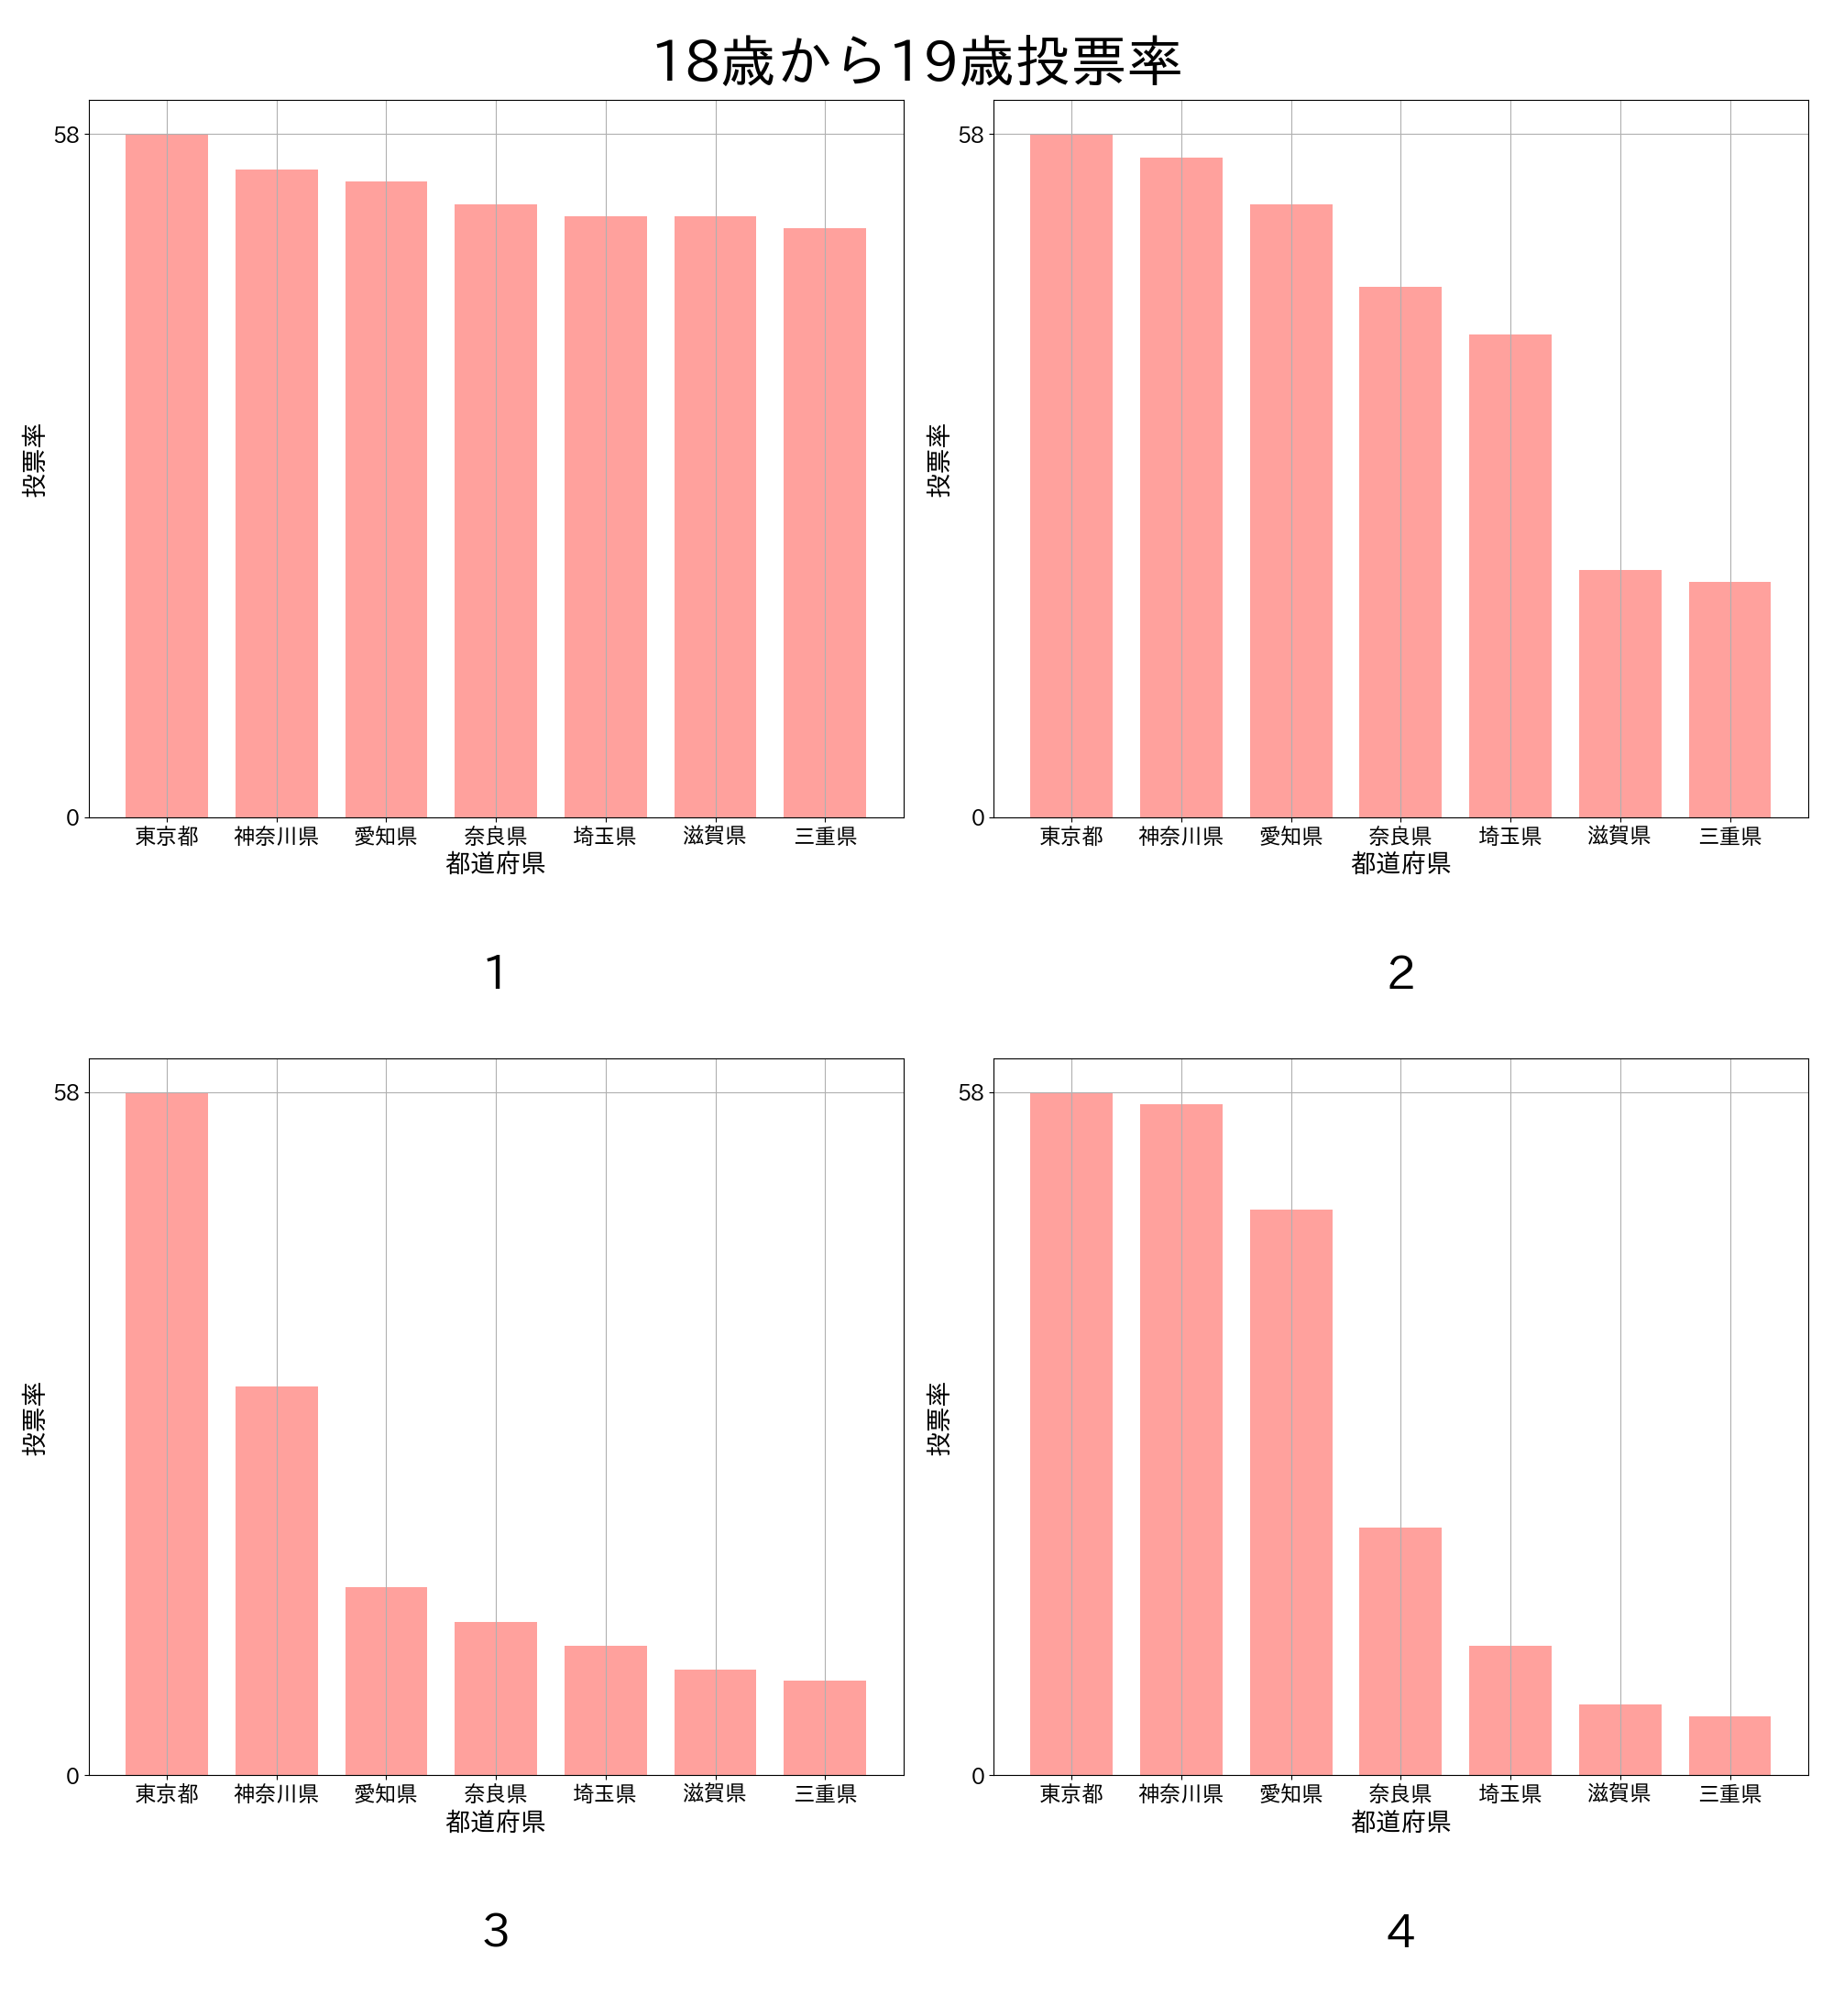 18歳から19歳投票率
58
0
投票率
東京都 神奈川県 愛知県 奈良県 埼玉県 滋賀県 三重県
都道府県
1
58
0
投票率
東京都 神奈川県 愛知県 奈良県 埼玉県 滋賀県 三重県
都道府県
2
58
0
投票率
東京都 神奈川県 愛知県 奈良県 埼玉県 滋賀県 三重県
都道府県
3
58
0
投票率
東京都 神奈川県 愛知県 奈良県 埼玉県 滋賀県 三重県
都道府県
4